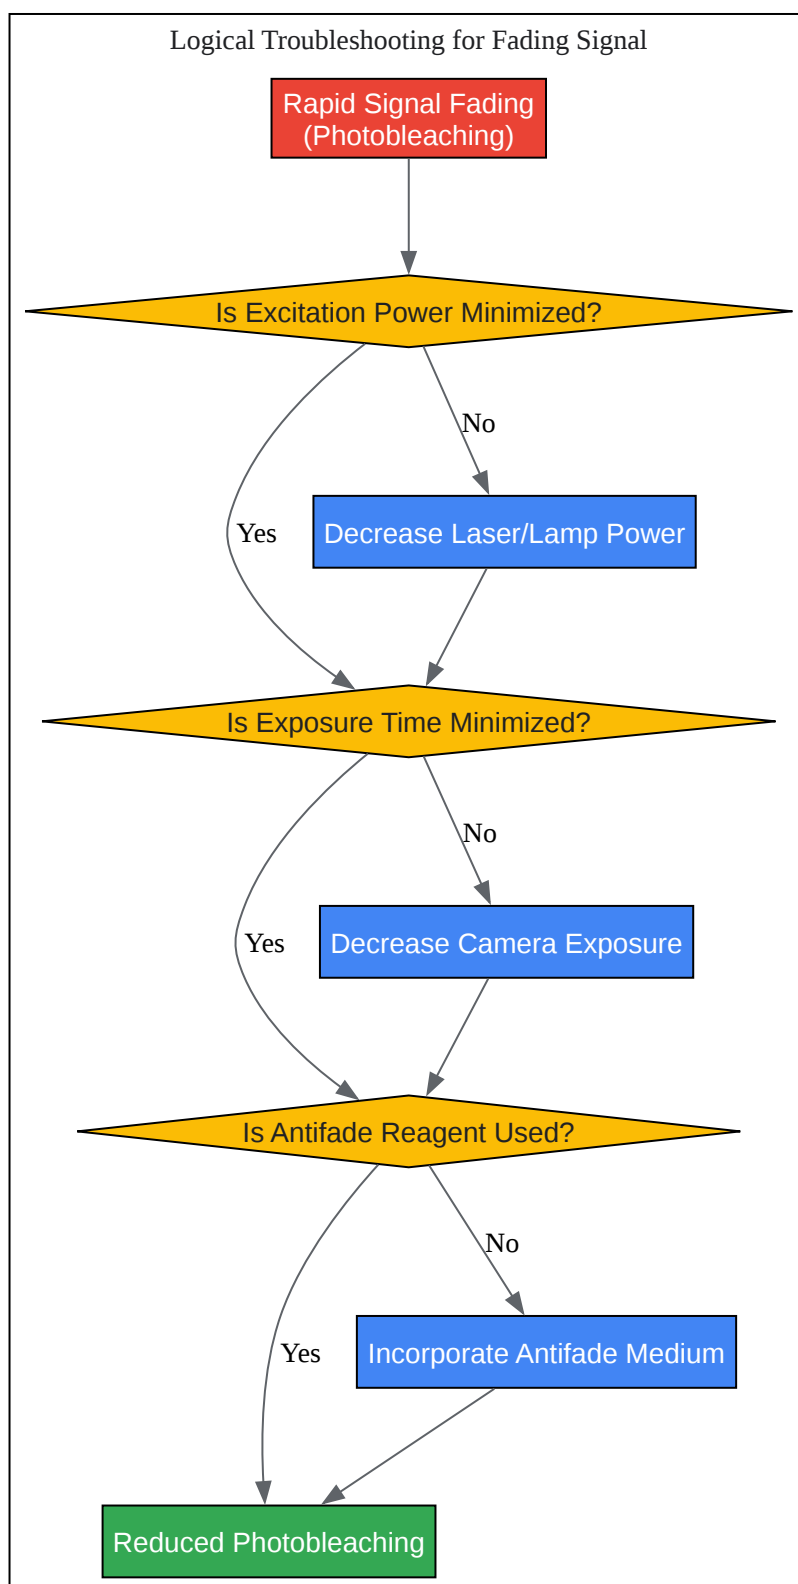 Logical Troubleshooting for Fading Signal
Rapid Signal Fading
(Photobleaching)
Is Excitation Power Minimized?
No
Yes
Decrease Laser/Lamp Power
Is Exposure Time Minimized?
No
Yes
Decrease Camera Exposure
Is Antifade Reagent Used?
No
Yes
Incorporate Antifade Medium
Reduced Photobleaching